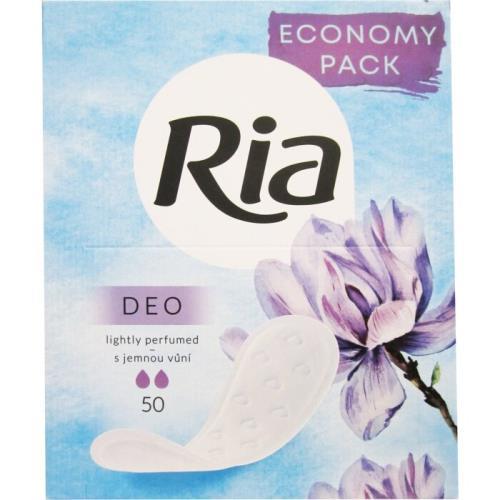 ECONOMY
PACK
Ria
DEO
lightly perfumed
-
s jemnou vůní
50